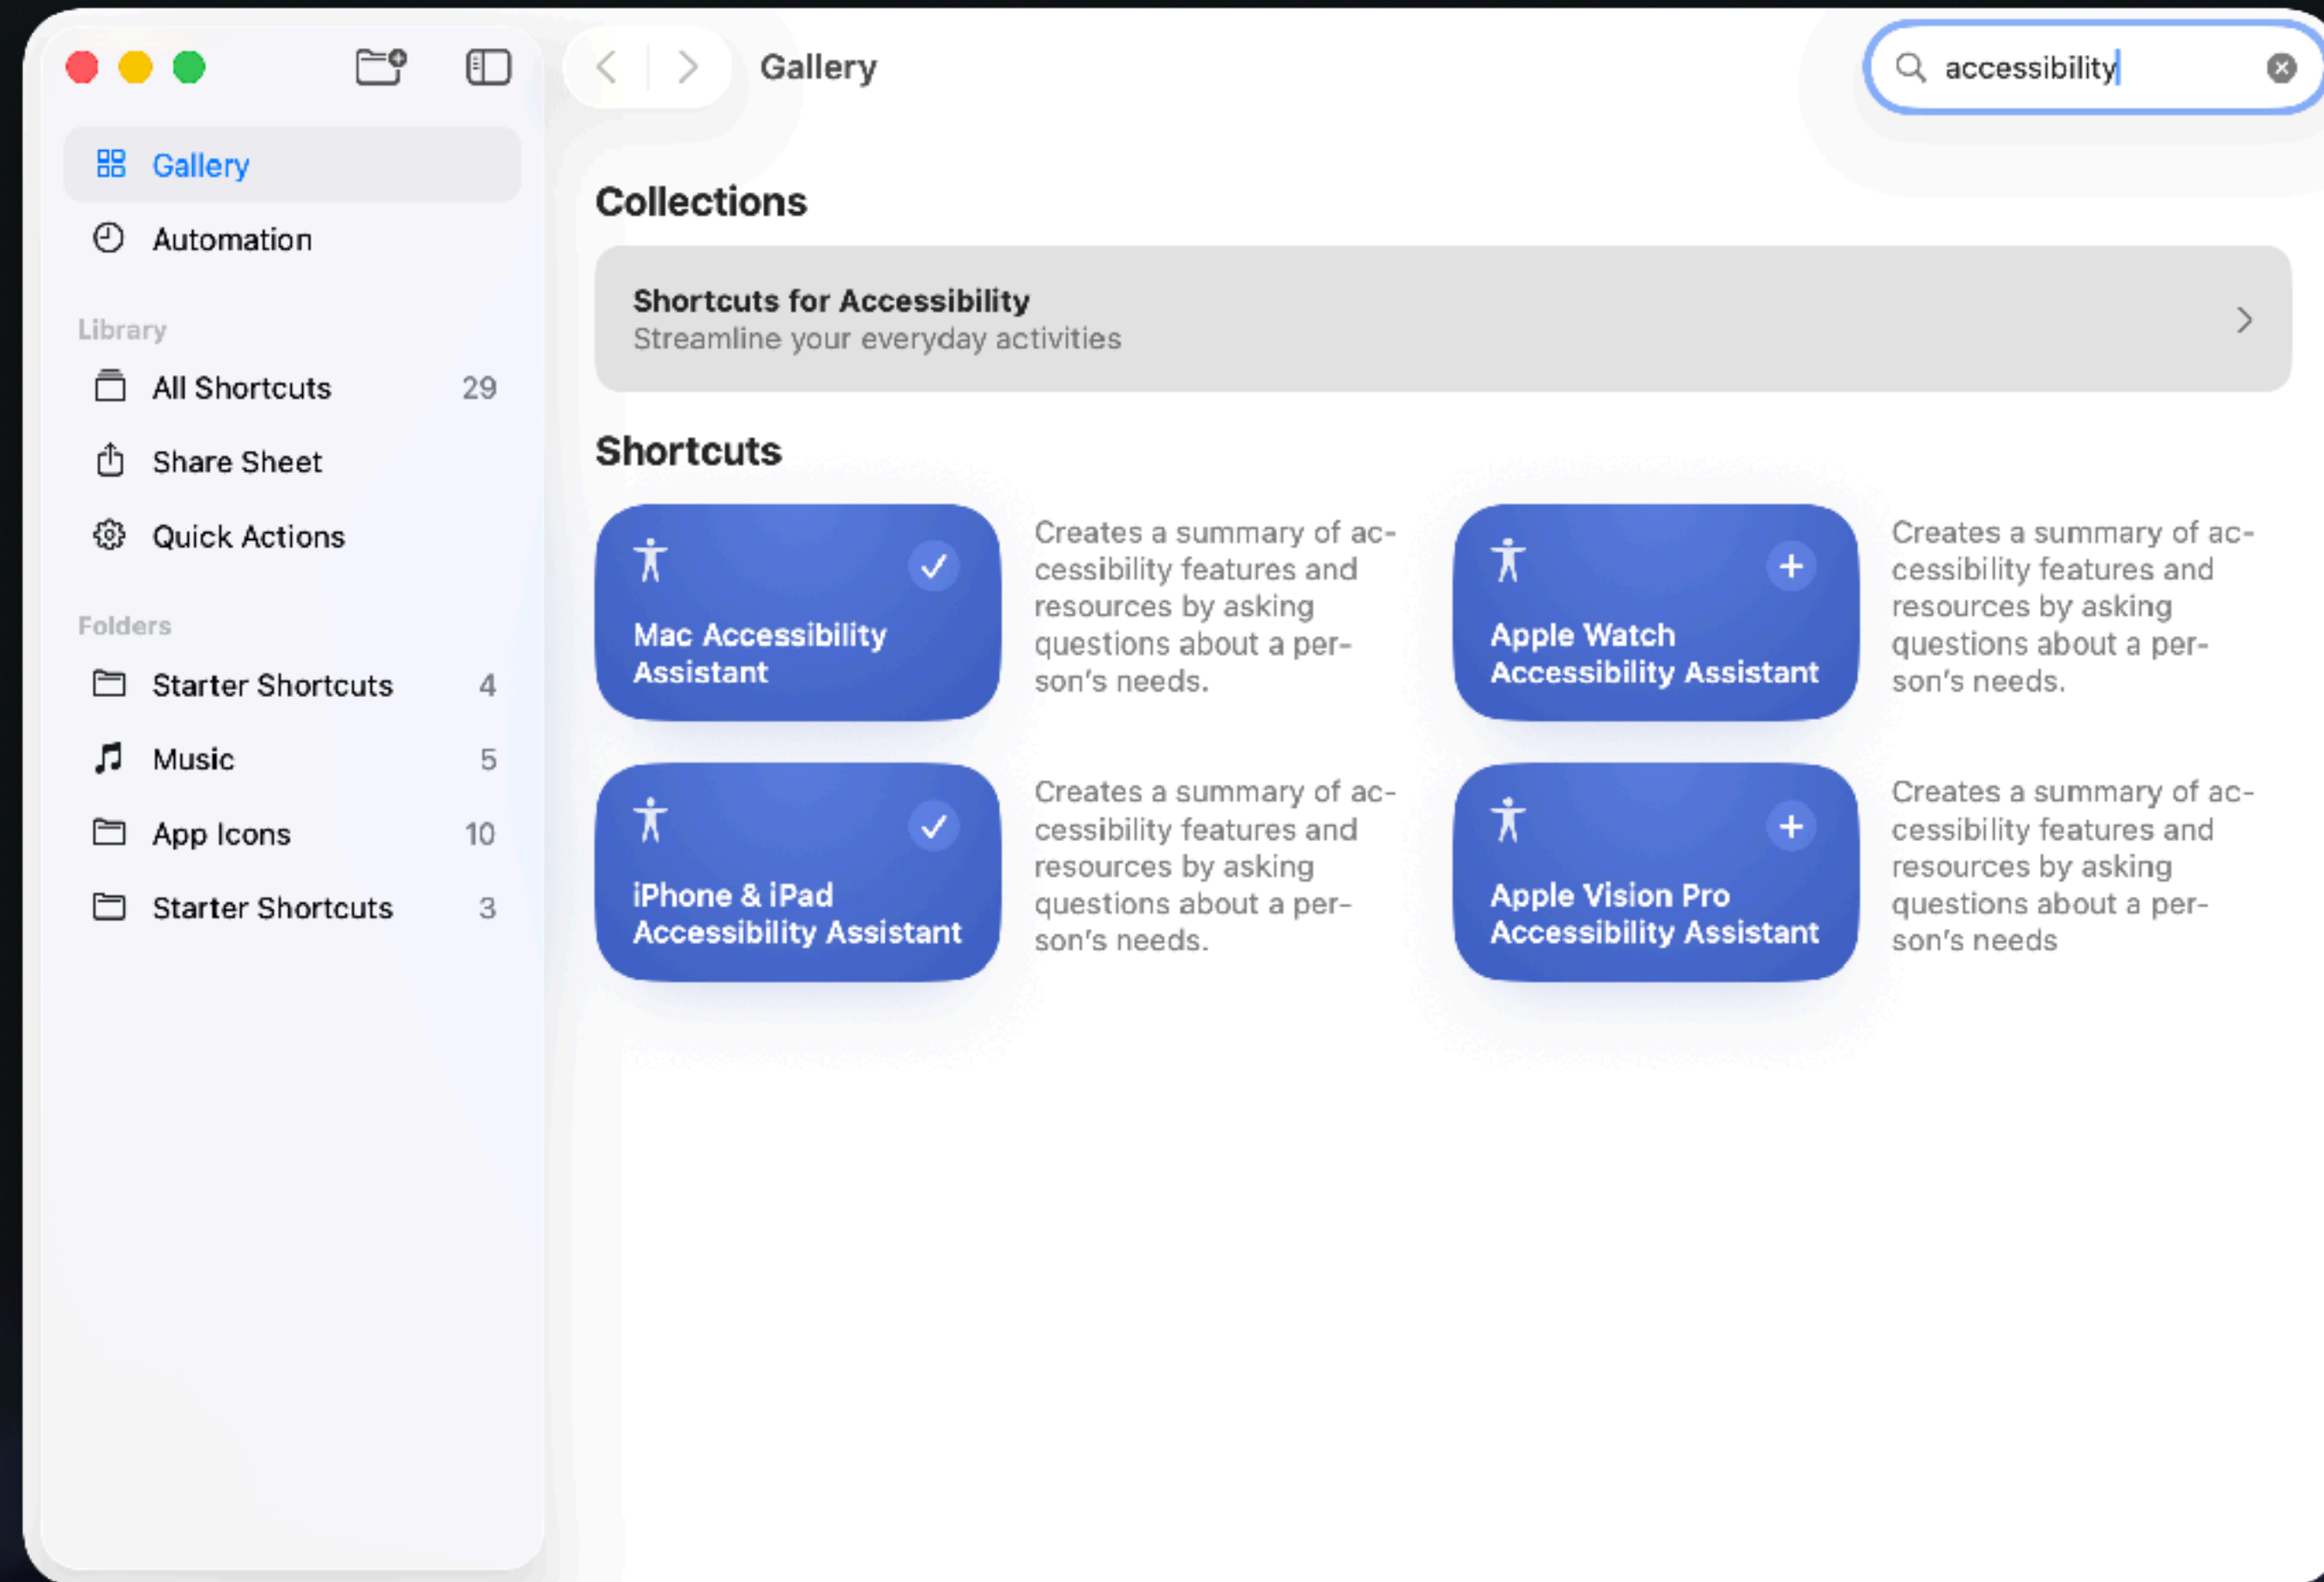 Gallery
accessibility
Gallery
Automation
Library
All Shortcuts 29
Share Sheet
Quick Actions
Folders
Starter Shortcuts 4
Music 5
App Icons 10
Starter Shortcuts 3
Collections
Shortcuts for Accessibility
Streamline your everyday activities
Shortcuts
Mac Accessibility
Assistant
Creates a summary of ac-
cessibility features and
resources by asking
questions about a per-
son's needs.
Apple Watch
Accessibility Assistant
Creates a summary of ac-
cessibility features and
resources by asking
questions about a per-
son's needs.
iPhone & iPad
Accessibility Assistant
Creates a summary of ac-
cessibility features and
resources by asking
questions about a per-
son's needs.
Apple Vision Pro
Accessibility Assistant
Creates a summary of ac-
cessibility features and
resources by asking
questions about a per-
son's needs